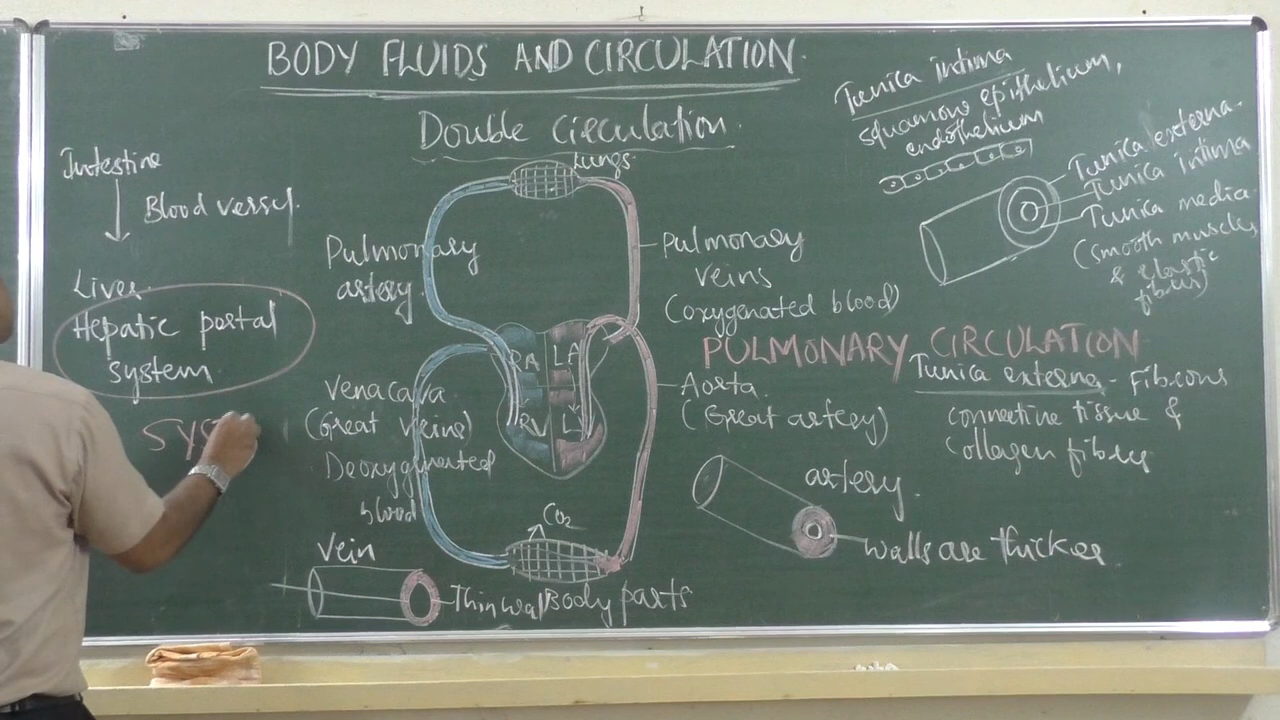 BODY FLUIDS AND CIRCULATION
Double Circulation
lungs
Intestine
Blood vessel.
Liver
Hepatic portal
system
SYS
Pulmonary
artery
Venacava
(Great veins)
Deoxygenated
blood
Vein
Thin wall
Body parts
CO2
RA
LA
RV
Pulmonary
veins
(oxygenated blood)
PULMONARY CIRCULATION
Aorta
(Great artery)
artery.
walls are thicker
Tunica intima
squamous epithelium,
endothelium
Tunica externa
Tunica intima
Tunica media
(smooth muscles
& elastic
fibres)
Tunica externa - Fibrous
connective tissue &
Collagen fibres